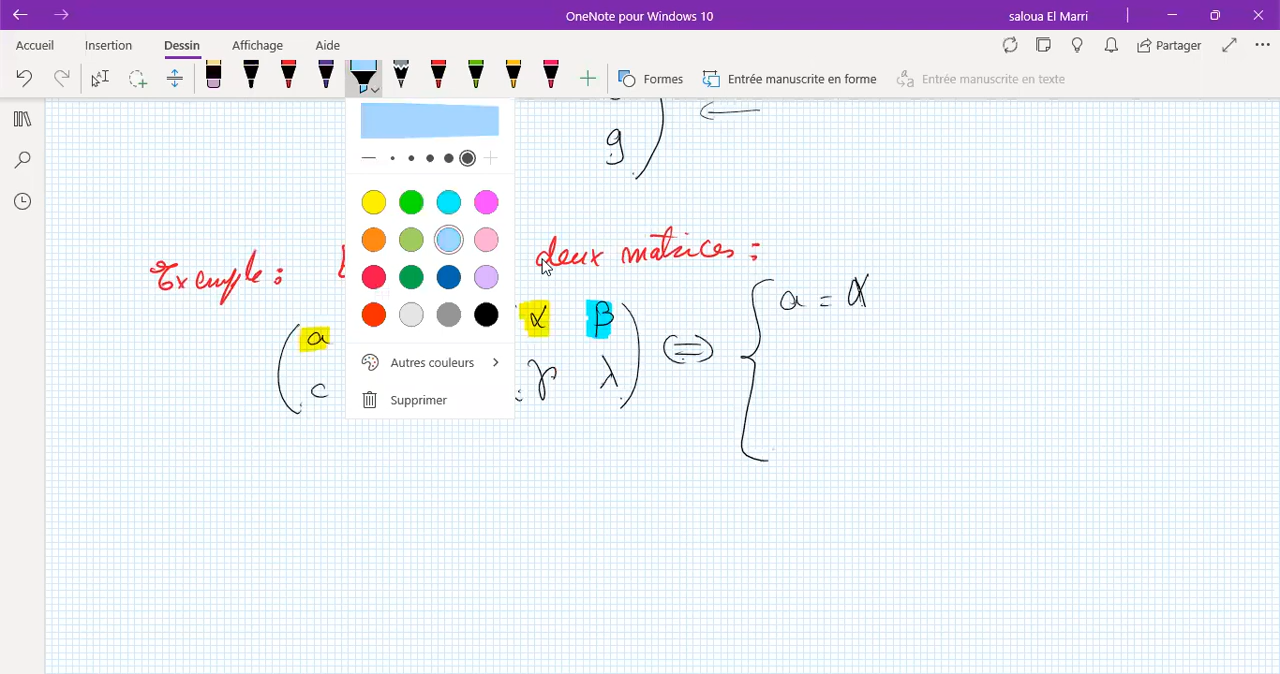 OneNote pour Windows 10
saloua El Marri
Accueil Insertion Dessin Affichage Aide
Partager
Formes Entrée manuscrite en forme Entrée manuscrite en texte
g
Exemple : deux matrices :
a α β ⟺ a = α
c γ λ
Autres couleurs
Supprimer